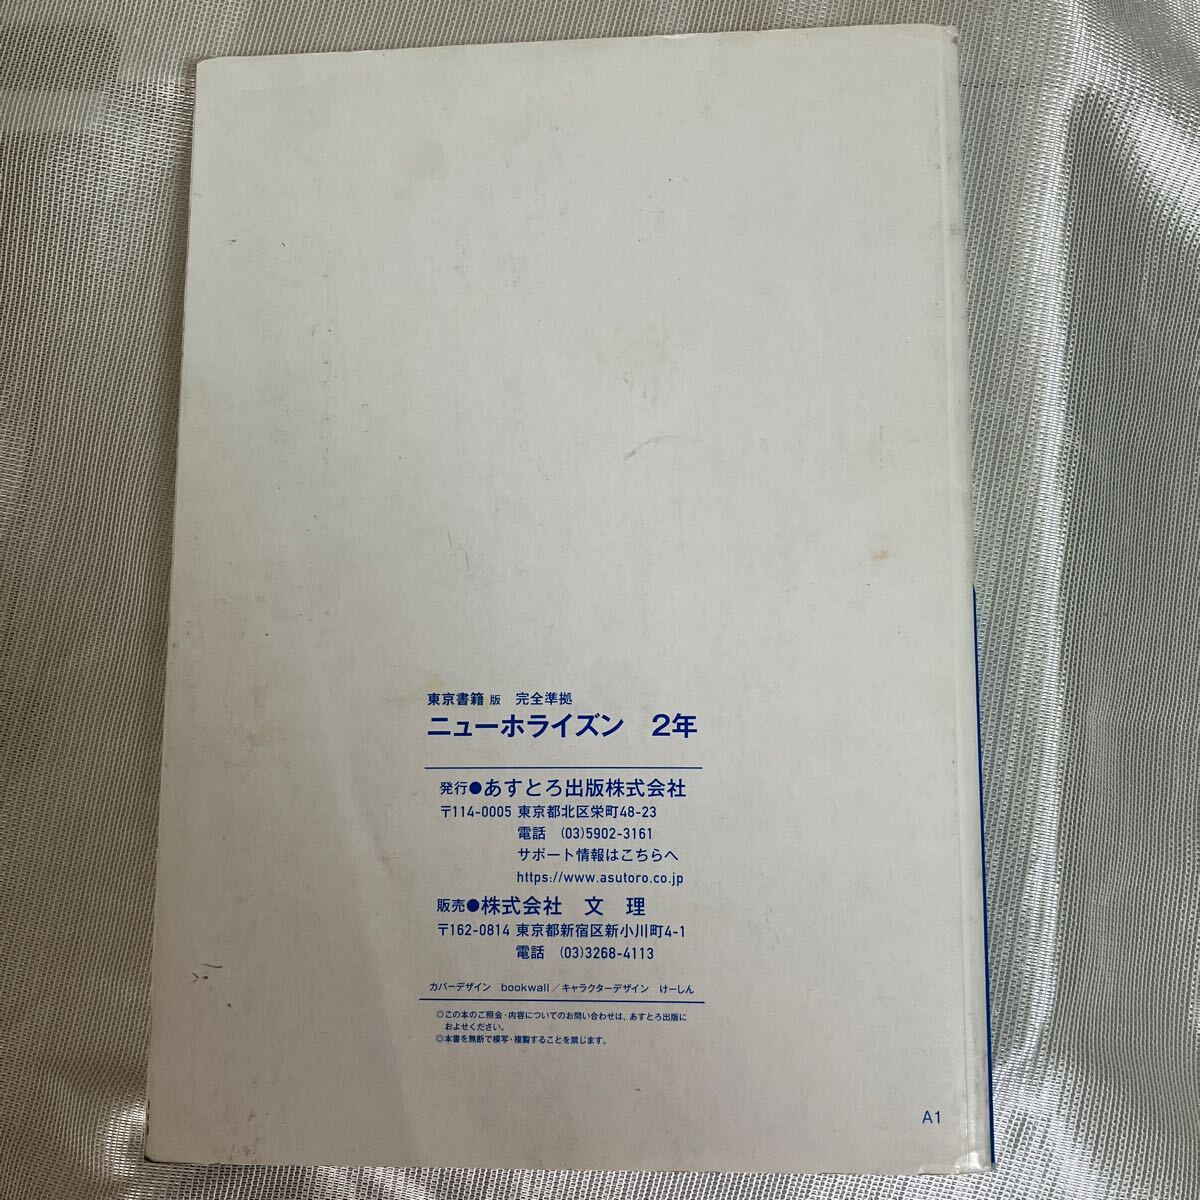 東京書籍 版 完全準拠
ニューホライズン 2年
発行●あすとろ出版株式会社
〒114-0005 東京都北区栄町48-23
電話 (03)5902-3161
サポート情報はこちらへ
https://www.asutoro.co.jp
販売●株式会社 文 理
〒162-0814 東京都新宿区新小川町4-1
電話 (03)3268-4113
カバーデザイン bookwall/キャラクターデザイン けーしん
◎この本のご照会・内容についてのお問い合わせは,あすとろ出版に
およせください。
◎本書を無断で模写・複製することを禁じます。
A1